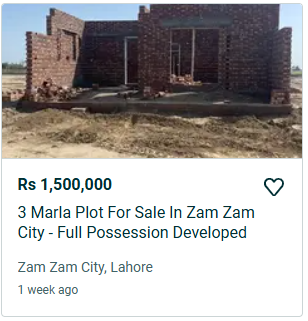 Rs 1,500,000
3 Marla Plot For Sale In Zam Zam
City - Full Possession Developed
Zam Zam City, Lahore
1 week ago